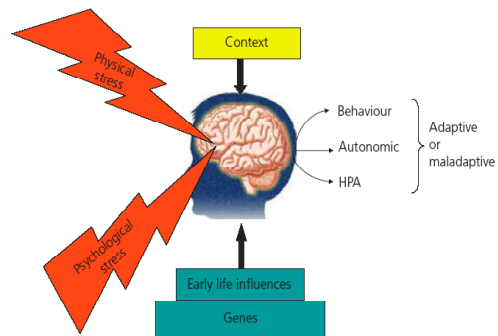 Context
Physical
stress
Behaviour
Autonomic
HPA
Adaptive
or
maladaptive
Psychological
stress
Early life influences
Genes